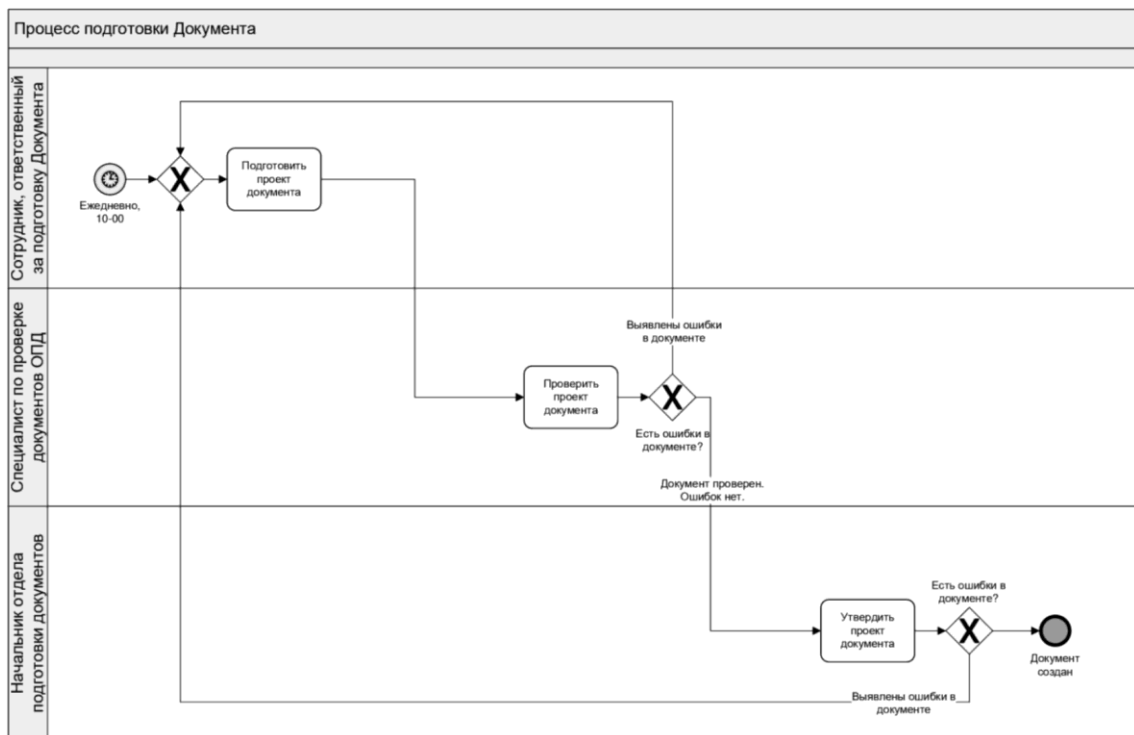 Процесс подготовки Документа
Сотрудник, ответственный
за подготовку Документа
Ежедневно,
10-00
Подготовить
проект
документа
Специалист по проверке
документов ОПД
Выявлены ошибки
в документе
Проверить
проект
документа
Есть ошибки в
документе?
Документ проверен.
Ошибок нет.
Начальник отдела
подготовки документов
Утвердить
проект
документа
Есть ошибки в
документе?
Документ
создан
Выявлены ошибки в
документе